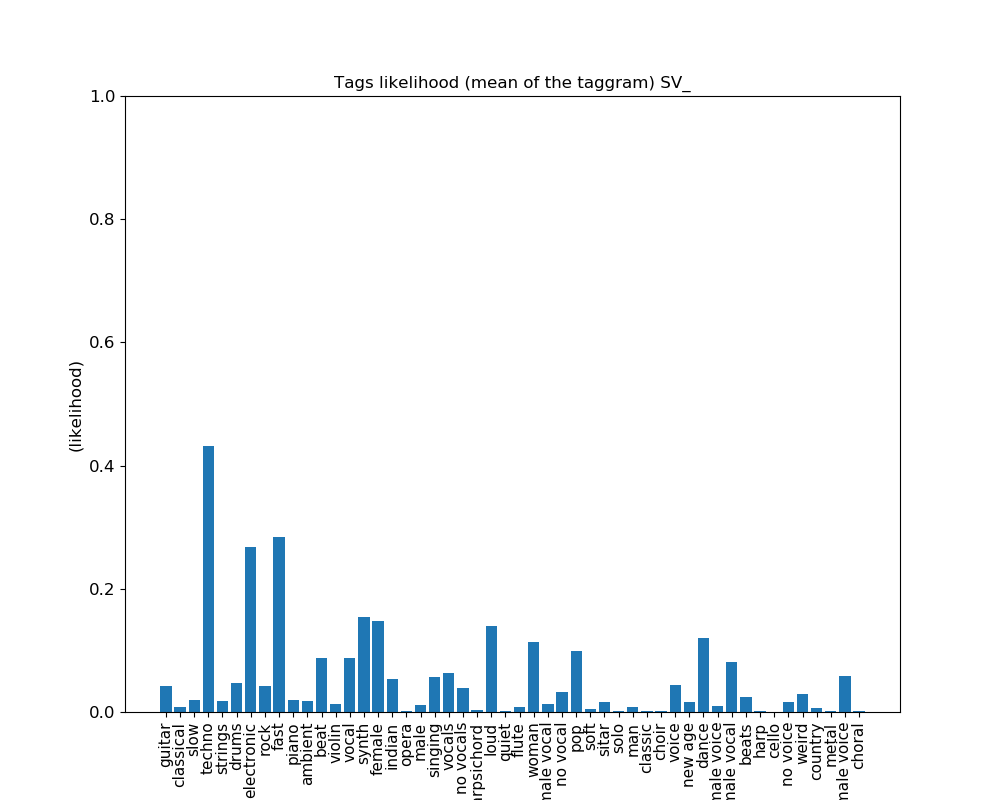 Tags likelihood (mean of the taggram) SV_
1.0
0.8
0.6
0.4
0.2
0.0
(likelihood)
guitar
classical
slow
techno
strings
drums
electronic
rock
fast
piano
ambient
beat
violin
vocal
synth
female
indian
opera
male
singing
vocals
no vocals
arpsichord
loud
quiet
flute
woman
male vocal
no vocal
pop
soft
sitar
solo
man
classic
choir
voice
new age
dance
male voice
male vocal
beats
harp
cello
no voice
weird
country
metal
male voice
choral